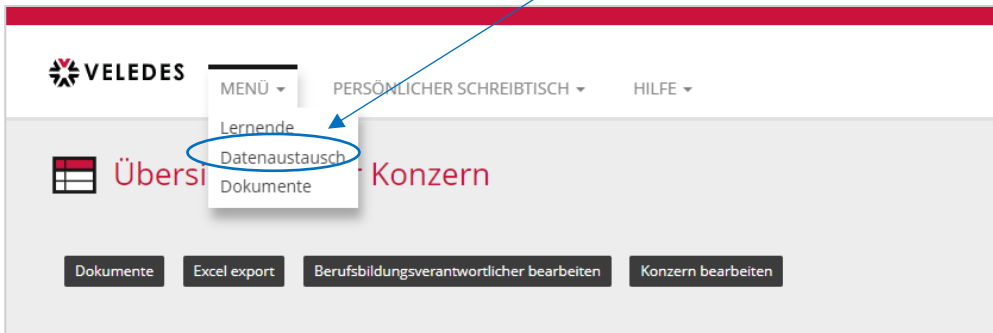 VELEDES
MENÜ PERSÖNLICHER SCHREIBTISCH HILFE
Lernende
Datenaustausch
Dokumente
Übersi Konzern
Dokumente Excel export Berufsbildungsverantwortlicher bearbeiten Konzern bearbeiten